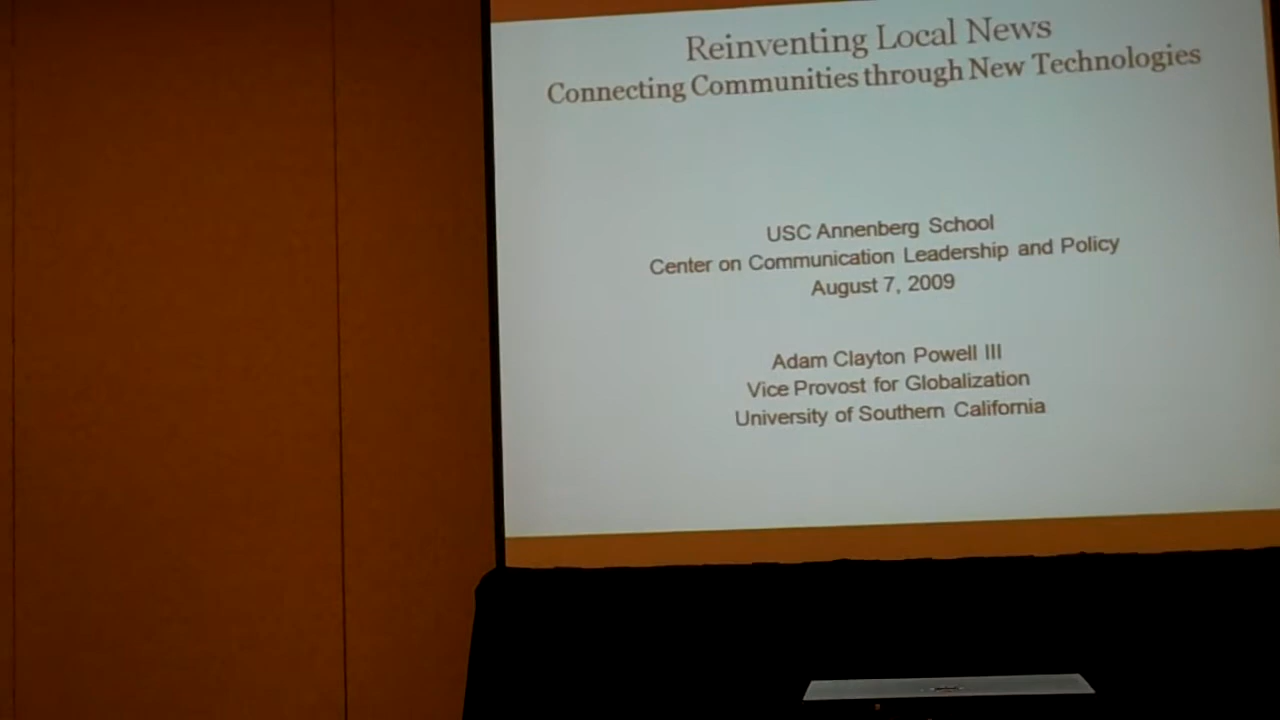 Reinventing Local News
Connecting Communities through New Technologies
USC Annenberg School
Center on Communication Leadership and Policy
August 7, 2009
Adam Clayton Powell III
Vice Provost for Globalization
University of Southern California